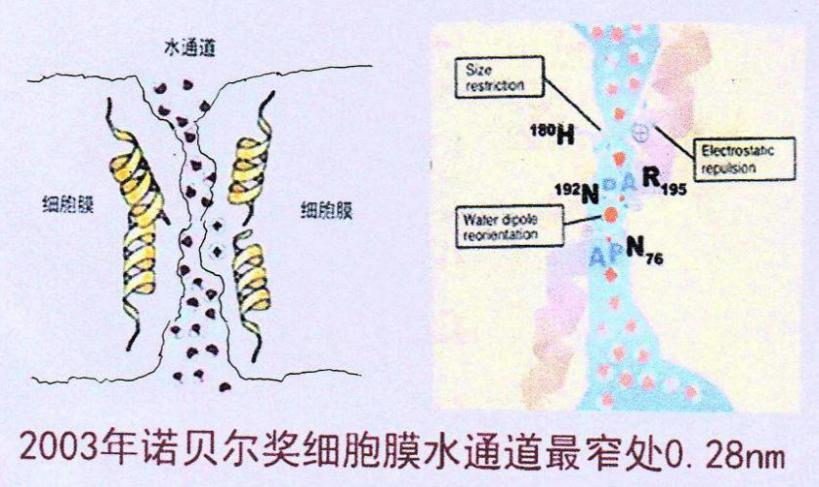 水通道
细胞膜
细胞膜
Size
restriction
180H
Electrostatic
repulsion
192N
PA
R195
Water dipole
reorientation
AP
N76
2003年诺贝尔奖细胞膜水通道最窄处0.28nm